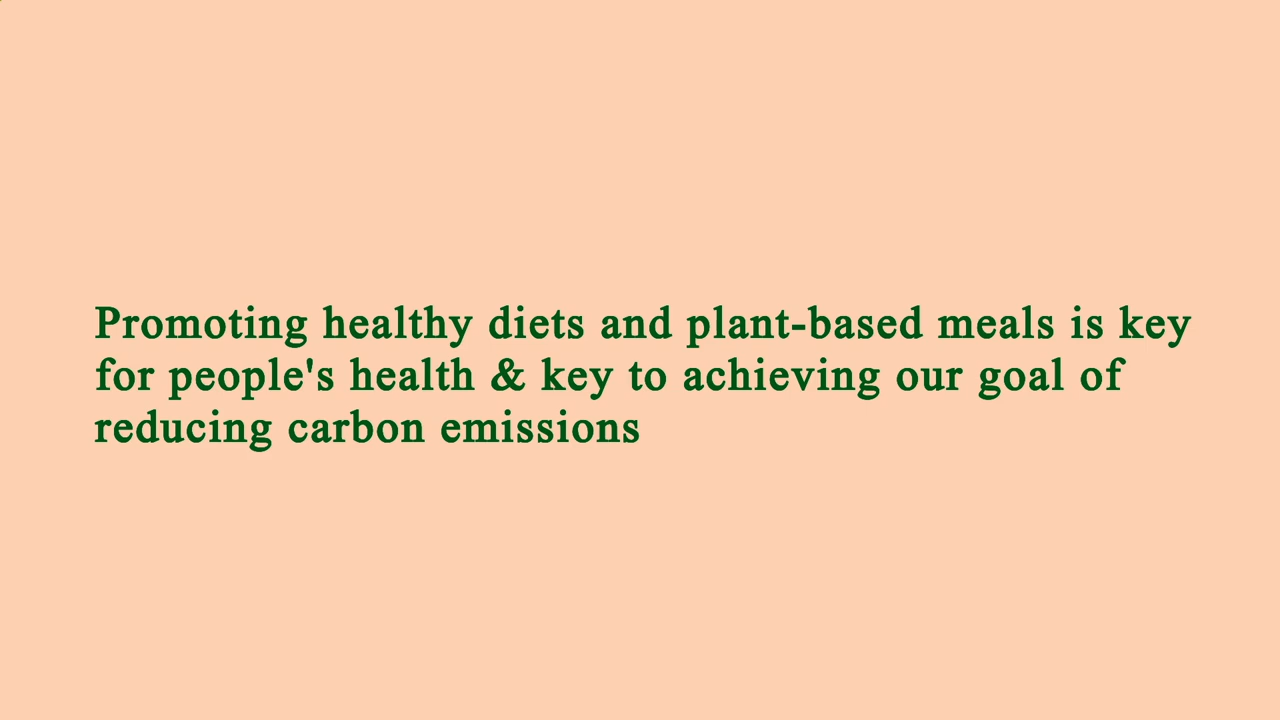 Promoting healthy diets and plant-based meals is key
for people's health & key to achieving our goal of
reducing carbon emissions